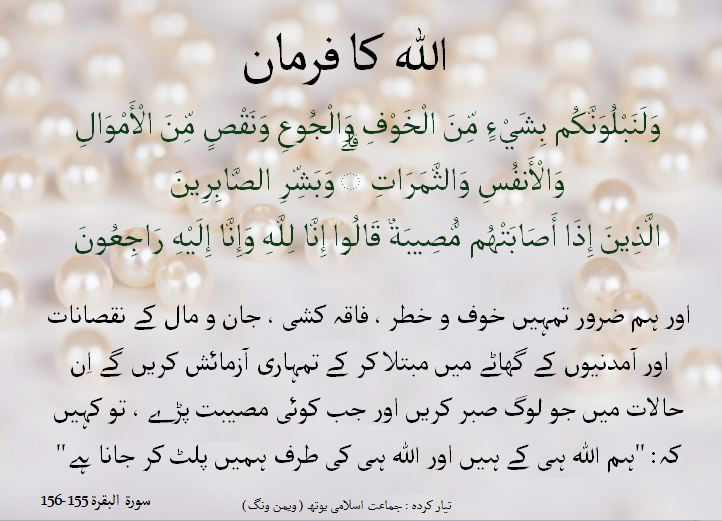 اللہ کا فرمان
وَلَنَبْلُوَنَّكُم بِشَيْءٍ مِّنَ الْخَوْفِ وَالْجُوعِ وَنَقْصٍ مِّنَ الْأَمْوَالِ
وَالْأَنفُسِ وَالثَّمَرَاتِ ۗ وَبَشِّرِ الصَّابِرِينَ
الَّذِينَ إِذَا أَصَابَتْهُم مُّصِيبَةٌ قَالُوا إِنَّا لِلَّهِ وَإِنَّا إِلَيْهِ رَاجِعُونَ
اور ہم ضرور تمہیں خوف و خطر ، فاقہ کشی ، جان و مال کے نقصانات
اور آمدنیوں کے گھاٹے میں مبتلا کر کے تمہاری آزمائش کریں گے اِن
حالات میں جو لوگ صبر کریں اور جب کوئی مصیبت پڑے ، تو کہیں
کہ: "ہم اللہ ہی کے ہیں اور اللہ ہی کی طرف ہمیں پلٹ کر جانا ہے"
سورة البقرة 155-156
تیار کردہ : جماعت اسلامی یوتھ ( ویمن ونگ )